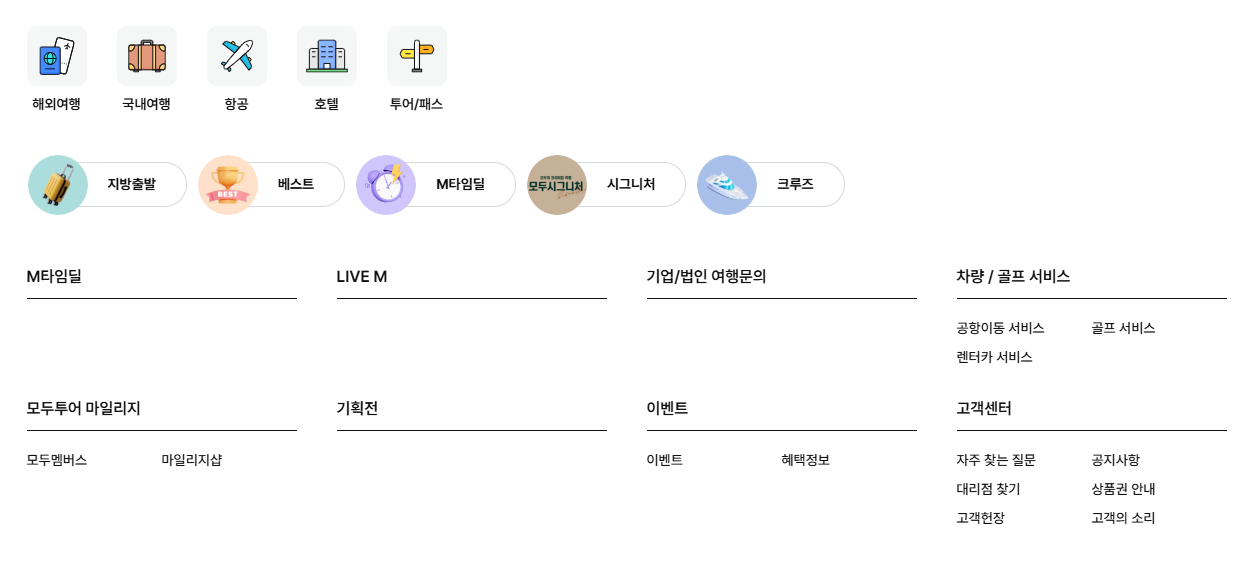 해외여행 국내여행 항공 호텔 투어/패스
지방출발 BEST 베스트 M타임딜 모두시그니처 시그니처 크루즈
M타임딜 LIVE M 기업/법인 여행문의 차량 / 골프 서비스
공항이동 서비스 골프 서비스
렌터카 서비스
모두투어 마일리지 기획전 이벤트 고객센터
모두멤버스 마일리지샵 이벤트 혜택정보 자주 찾는 질문 공지사항
대리점 찾기 상품권 안내
고객헌장 고객의 소리